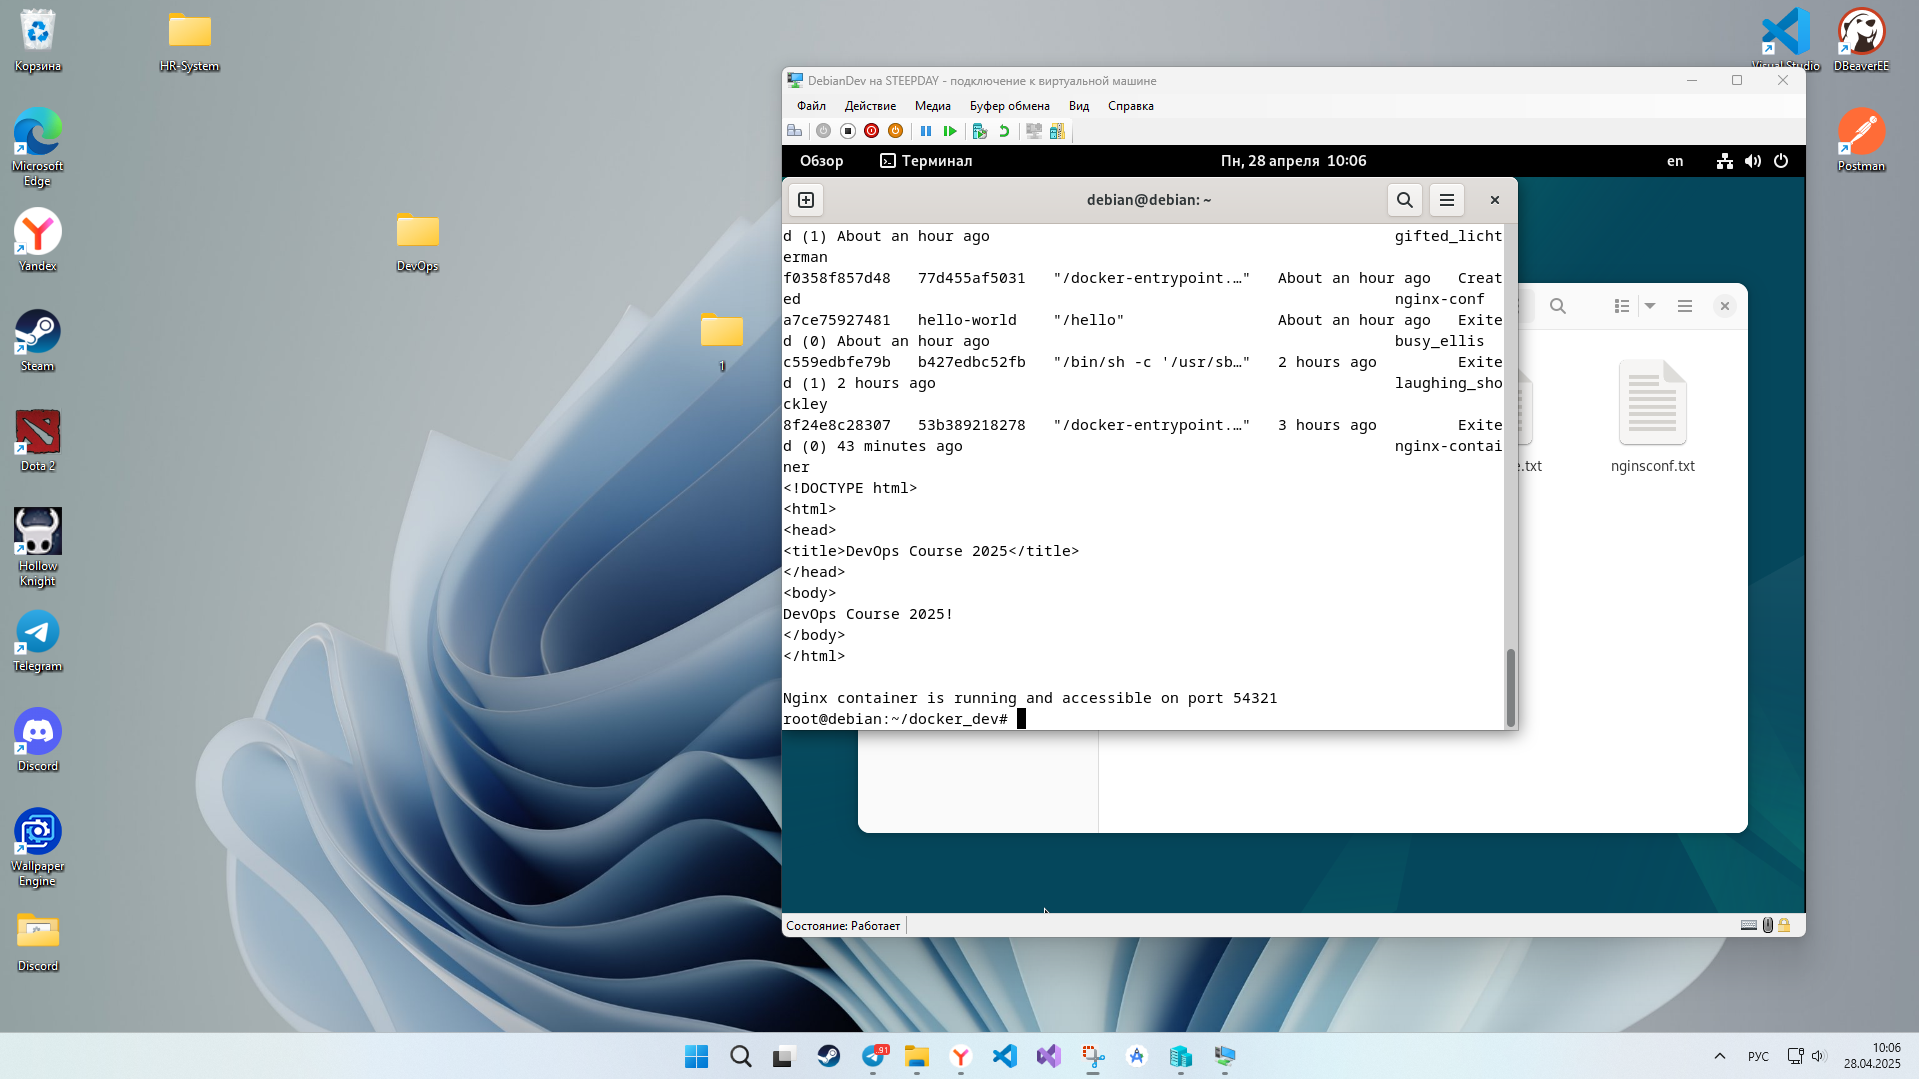 Корзина
HR-System
Microsoft
Edge
Yandex
DevOps
Steam
1
Dota 2
Hollow
Knight
Telegram
Discord
Wallpaper
Engine
Discord
Visual Studio
DBeaverEE
Postman
DebianDev на STEEPDAY - подключение к виртуальной машине
Файл Действие Медиа Буфер обмена Вид Справка
Обзор Терминал Пн, 28 апреля 10:06 en
debian@debian: ~
d (1) About an hour ago gifted_licht
erman
f0358f857d48 77d455af5031 "/docker-entrypoint.…" About an hour ago Creat
ed nginx-conf
a7ce75927481 hello-world "/hello" About an hour ago Exite
d (0) About an hour ago busy_ellis
c559edbfe79b b427edbc52fb "/bin/sh -c '/usr/sb…" 2 hours ago Exite
d (1) 2 hours ago laughing_sho
ckley
8f24e8c28307 53b389218278 "/docker-entrypoint.…" 3 hours ago Exite
d (0) 43 minutes ago nginx-contai
ner
<!DOCTYPE html>
<html>
<head>
<title>DevOps Course 2025</title>
</head>
<body>
DevOps Course 2025!
</body>
</html>
Nginx container is running and accessible on port 54321
root@debian:~/docker_dev#
e.txt
nginsconf.txt
Состояние: Работает
91
РУС
10:06
28.04.2025